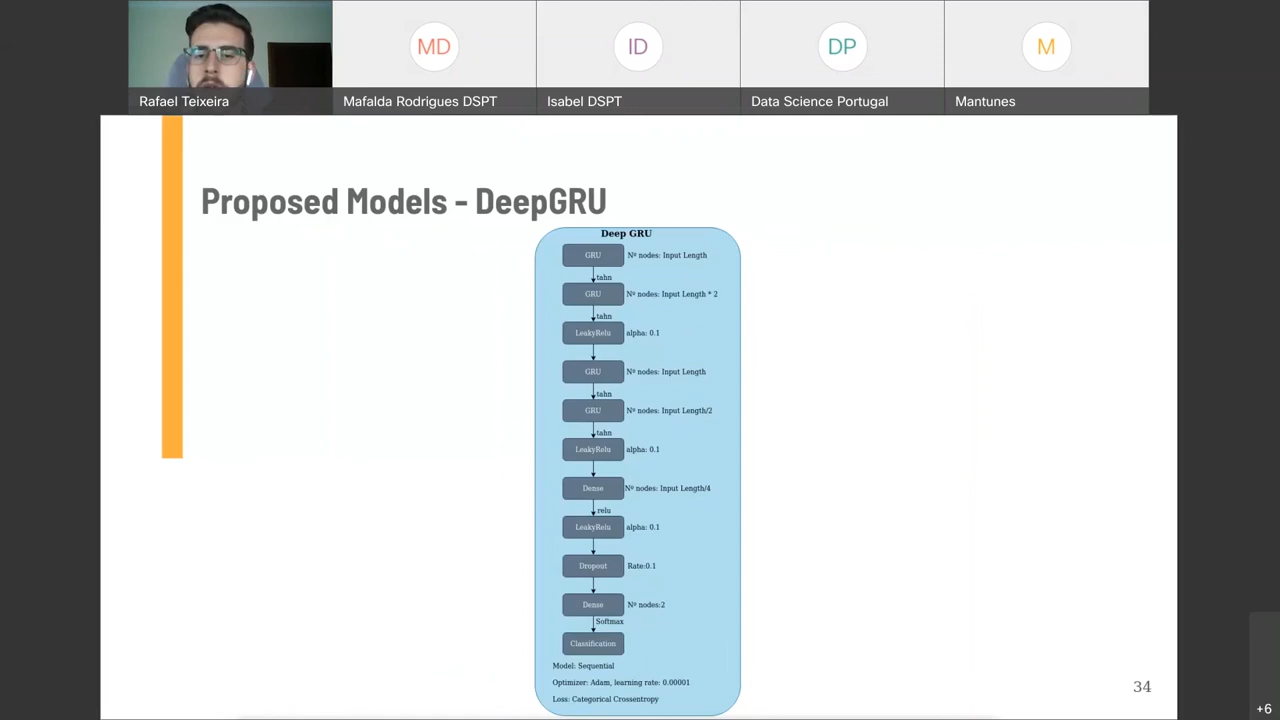 MD
ID
DP
M
Rafael Teixeira
Mafalda Rodrigues DSPT
Isabel DSPT
Data Science Portugal
Mantunes
Proposed Models - DeepGRU
Deep GRU
GRU Nº nodes: Input Length
tahn
GRU Nº nodes: Input Length * 2
tahn
LeakyRelu alpha: 0.1
GRU Nº nodes: Input Length
tahn
GRU Nº nodes: Input Length/2
tahn
LeakyRelu alpha: 0.1
Dense Nº nodes: Input Length/4
relu
LeakyRelu alpha: 0.1
Dropout Rate:0.1
Dense Nº nodes:2
Softmax
Classification
Model: Sequential
Optimizer: Adam, learning rate: 0.00001
Loss: Categorical Crossentropy
34
+6